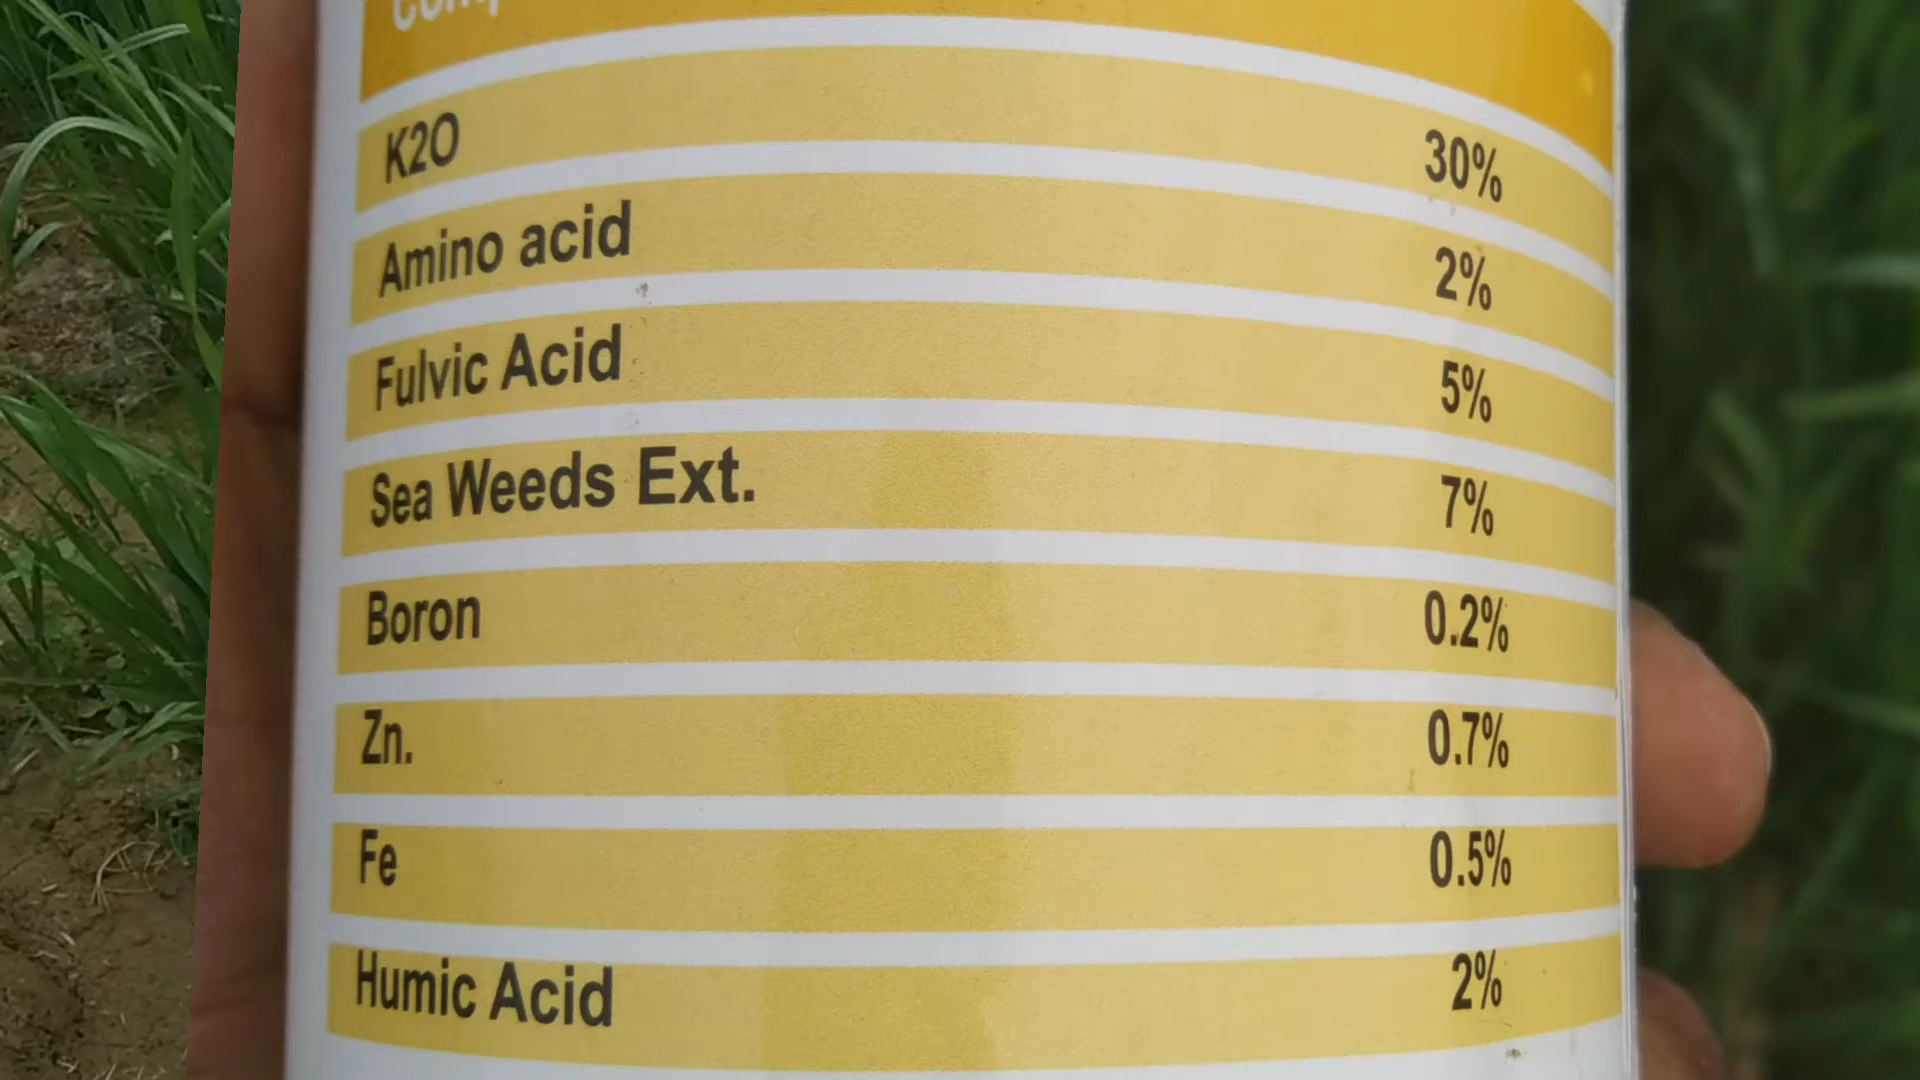 K2O 30%
Amino acid 2%
Fulvic Acid 5%
Sea Weeds Ext. 7%
Boron 0.2%
Zn. 0.7%
Fe 0.5%
Humic Acid 2%